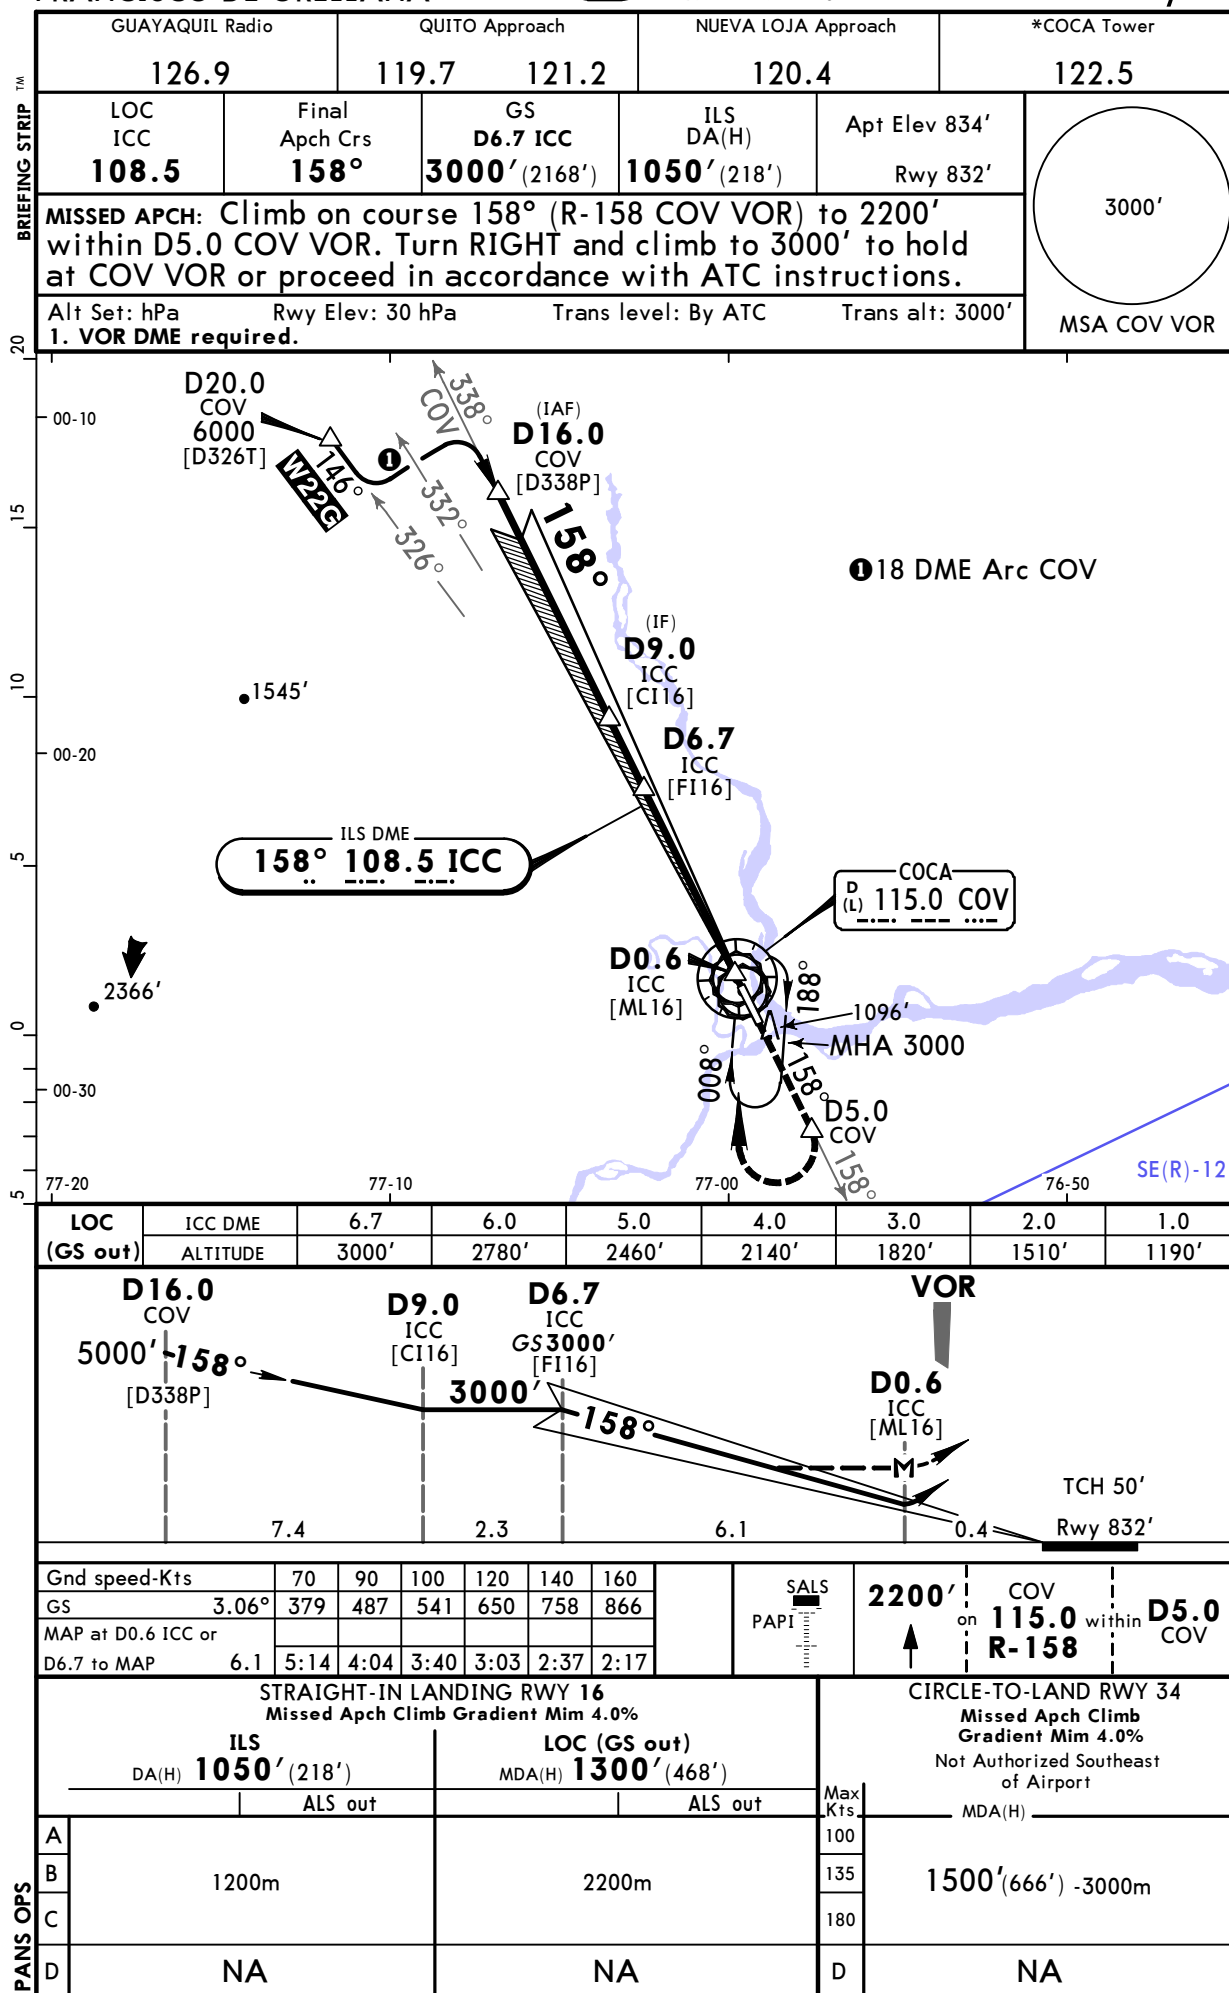 GUAYAQUIL Radio
126.9
QUITO Approach
119.7 121.2
NUEVA LOJA Approach
120.4
*COCA Tower
122.5
BRIEFING STRIP TM
LOC
ICC
108.5
Final
Apch Crs
158°
GS
D6.7 ICC
3000' (2168')
ILS
DA(H)
1050' (218')
Apt Elev 834'
Rwy 832'
MISSED APCH: Climb on course 158° (R-158 COV VOR) to 2200'
within D5.0 COV VOR. Turn RIGHT and climb to 3000' to hold
at COV VOR or proceed in accordance with ATC instructions.
Alt Set: hPa Rwy Elev: 30 hPa Trans level: By ATC Trans alt: 3000'
1. VOR DME required.
3000'
MSA COV VOR
20
15
10
5
0
5
00-10
00-20
00-30
77-20
77-10
77-00
76-50
D20.0
COV
6000
[D326T]
146°
W22G
1
338°
COV
332°
326°
(IAF)
D16.0
COV
[D338P]
158°
1 18 DME Arc COV
(IF)
D9.0
ICC
[CI16]
D6.7
ICC
[FI16]
1545'
ILS DME
158° 108.5 ICC
COCA
D
(L) 115.0 COV
2366'
D0.6
ICC
[ML16]
188°
008°
1096'
MHA 3000
158°
D5.0
COV
158°
SE(R)-12
LOC
(GS out)
ICC DME 6.7 6.0 5.0 4.0 3.0 2.0 1.0
ALTITUDE 3000' 2780' 2460' 2140' 1820' 1510' 1190'
D16.0
COV
5000' 158°
[D338P]
D9.0
ICC
[CI16]
3000'
D6.7
ICC
GS 3000'
[FI16]
158°
VOR
D0.6
ICC
[ML16]
M
TCH 50'
Rwy 832'
7.4 2.3 6.1 0.4
Gnd speed-Kts 70 90 100 120 140 160
GS 3.06° 379 487 541 650 758 866
MAP at D0.6 ICC or
D6.7 to MAP 6.1 5:14 4:04 3:40 3:03 2:37 2:17
SALS
PAPI
2200'
on
COV
115.0
R-158
within
D5.0
COV
STRAIGHT-IN LANDING RWY 16
Missed Apch Climb Gradient Mim 4.0%
ILS
DA(H) 1050' (218')
ALS out
LOC (GS out)
MDA(H) 1300' (468')
ALS out
CIRCLE-TO-LAND RWY 34
Missed Apch Climb
Gradient Mim 4.0%
Not Authorized Southeast
of Airport
Max
Kts
MDA(H)
A
B
C
D
1200m
2200m
100
135
180
D
1500' (666') -3000m
NA
NA
NA
PANS OPS